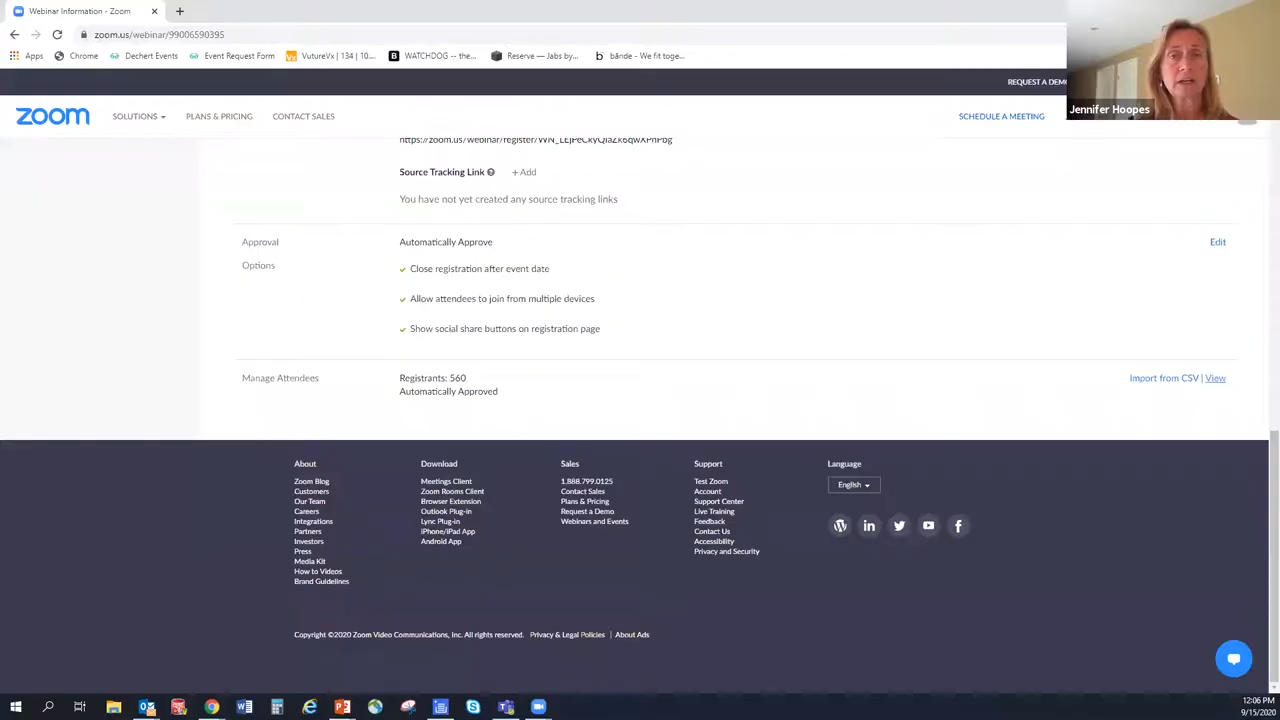 Webinar Information - Zoom
zoom.us/webinar/99006590395
Apps
Chrome
Dechert Events
Event Request Form
VutureVx | 134 | 10....
WATCHDOG -- the...
Reserve — Jabs by...
bände - We fit toge...
REQUEST A DEMO
Jennifer Hoopes
zoom
SOLUTIONS
PLANS & PRICING
CONTACT SALES
SCHEDULE A MEETING
Source Tracking Link
+ Add
You have not yet created any source tracking links
Approval
Automatically Approve
Edit
Options
Close registration after event date
Allow attendees to join from multiple devices
Show social share buttons on registration page
Manage Attendees
Registrants: 560
Import from CSV | View
Automatically Approved
About
Zoom Blog
Customers
Our Team
Careers
Integrations
Partners
Investors
Press
Media Kit
How to Videos
Brand Guidelines
Download
Meetings Client
Zoom Rooms Client
Browser Extension
Outlook Plug-in
Lync Plug-in
iPhone/iPad App
Android App
Sales
1.888.799.0125
Contact Sales
Plans & Pricing
Request a Demo
Webinars and Events
Support
Test Zoom
Account
Support Center
Live Training
Feedback
Contact Us
Accessibility
Privacy and Security
Language
English
Copyright ©2020 Zoom Video Communications, Inc. All rights reserved. Privacy & Legal Policies | About Ads
12:06 PM
9/15/2020